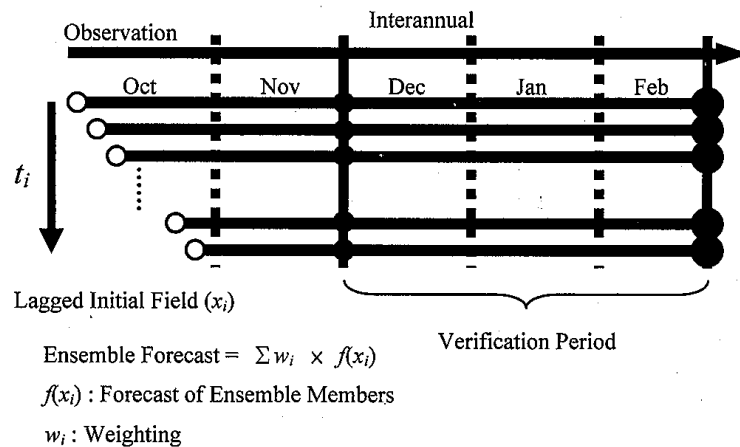 Observation Interannual
Oct Nov Dec Jan Feb
t_i
Lagged Initial Field (x_i)
Verification Period
Ensemble Forecast = Σ w_i × f(x_i)
f(x_i) : Forecast of Ensemble Members
w_i : Weighting